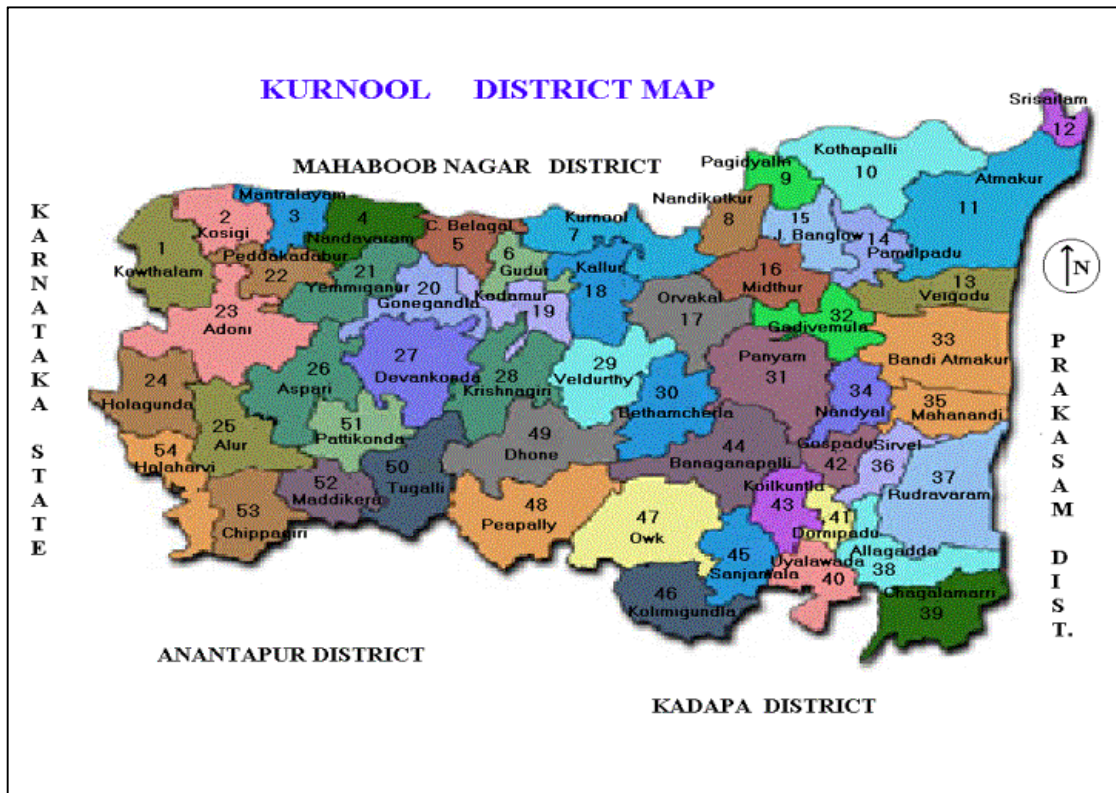 KURNOOL DISTRICT MAP
MAHABOOB NAGAR DISTRICT
KARNATAKA STATE
PRAKASAM DIST.
ANANTAPUR DISTRICT
KADAPA DISTRICT
N
1 Kowthalam
2 Kosigi
Mantralayam 3
4 Nandavaram
C. Belagal 5
6 Gudur
Kurnool 7
Nandikotkur 8
Pagidyalm 9
Kothapalli 10
Atmakur 11
Srisailam 12
13 Velgodu
14 Pamulpadu
15 J. Banglow
16 Midthur
Orvakal 17
Kallur 18
Kodamur 19
20 Gonegandla
21 Yemmiganur
Peddakadabur 22
23 Adoni
24 Holagunda
25 Alur
26 Aspari
27 Devankonda
28 Krishnagiri
29 Veldurthy
30 Bethamcherla
Panyam 31
32 Gadivemula
33 Bandi Atmakur
34 Nandyal
35 Mahanandi
Sirvel 36
37 Rudravaram
Allagadda 38
Chagalamarri 39
Uyalawada 40
41 Dornipadu
Gospadu 42
Koilkuntla 43
44 Banaganapalli
45 Sanjamala
46 Kolimigundla
47 Owk
48 Peapally
49 Dhone
50 Tugalli
51 Pattikonda
52 Maddikera
53 Chippagiri
54 Halaharvi